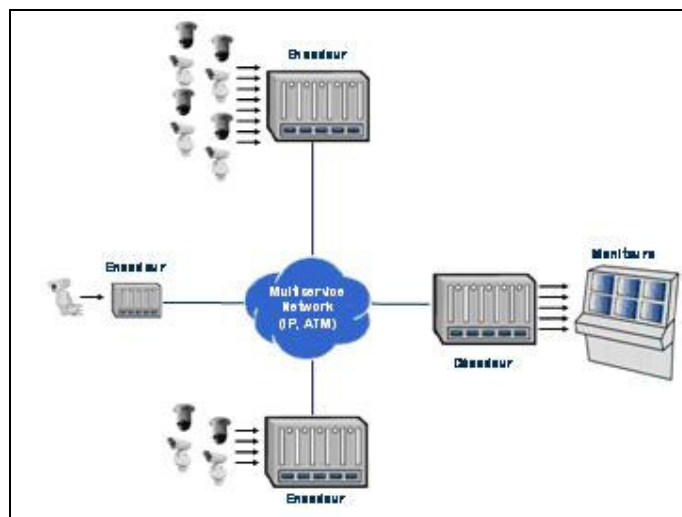 Encodeur
Moniteurs
Encodeur
Multiservice
Network
(IP, ATM)
Décodeur
Encodeur